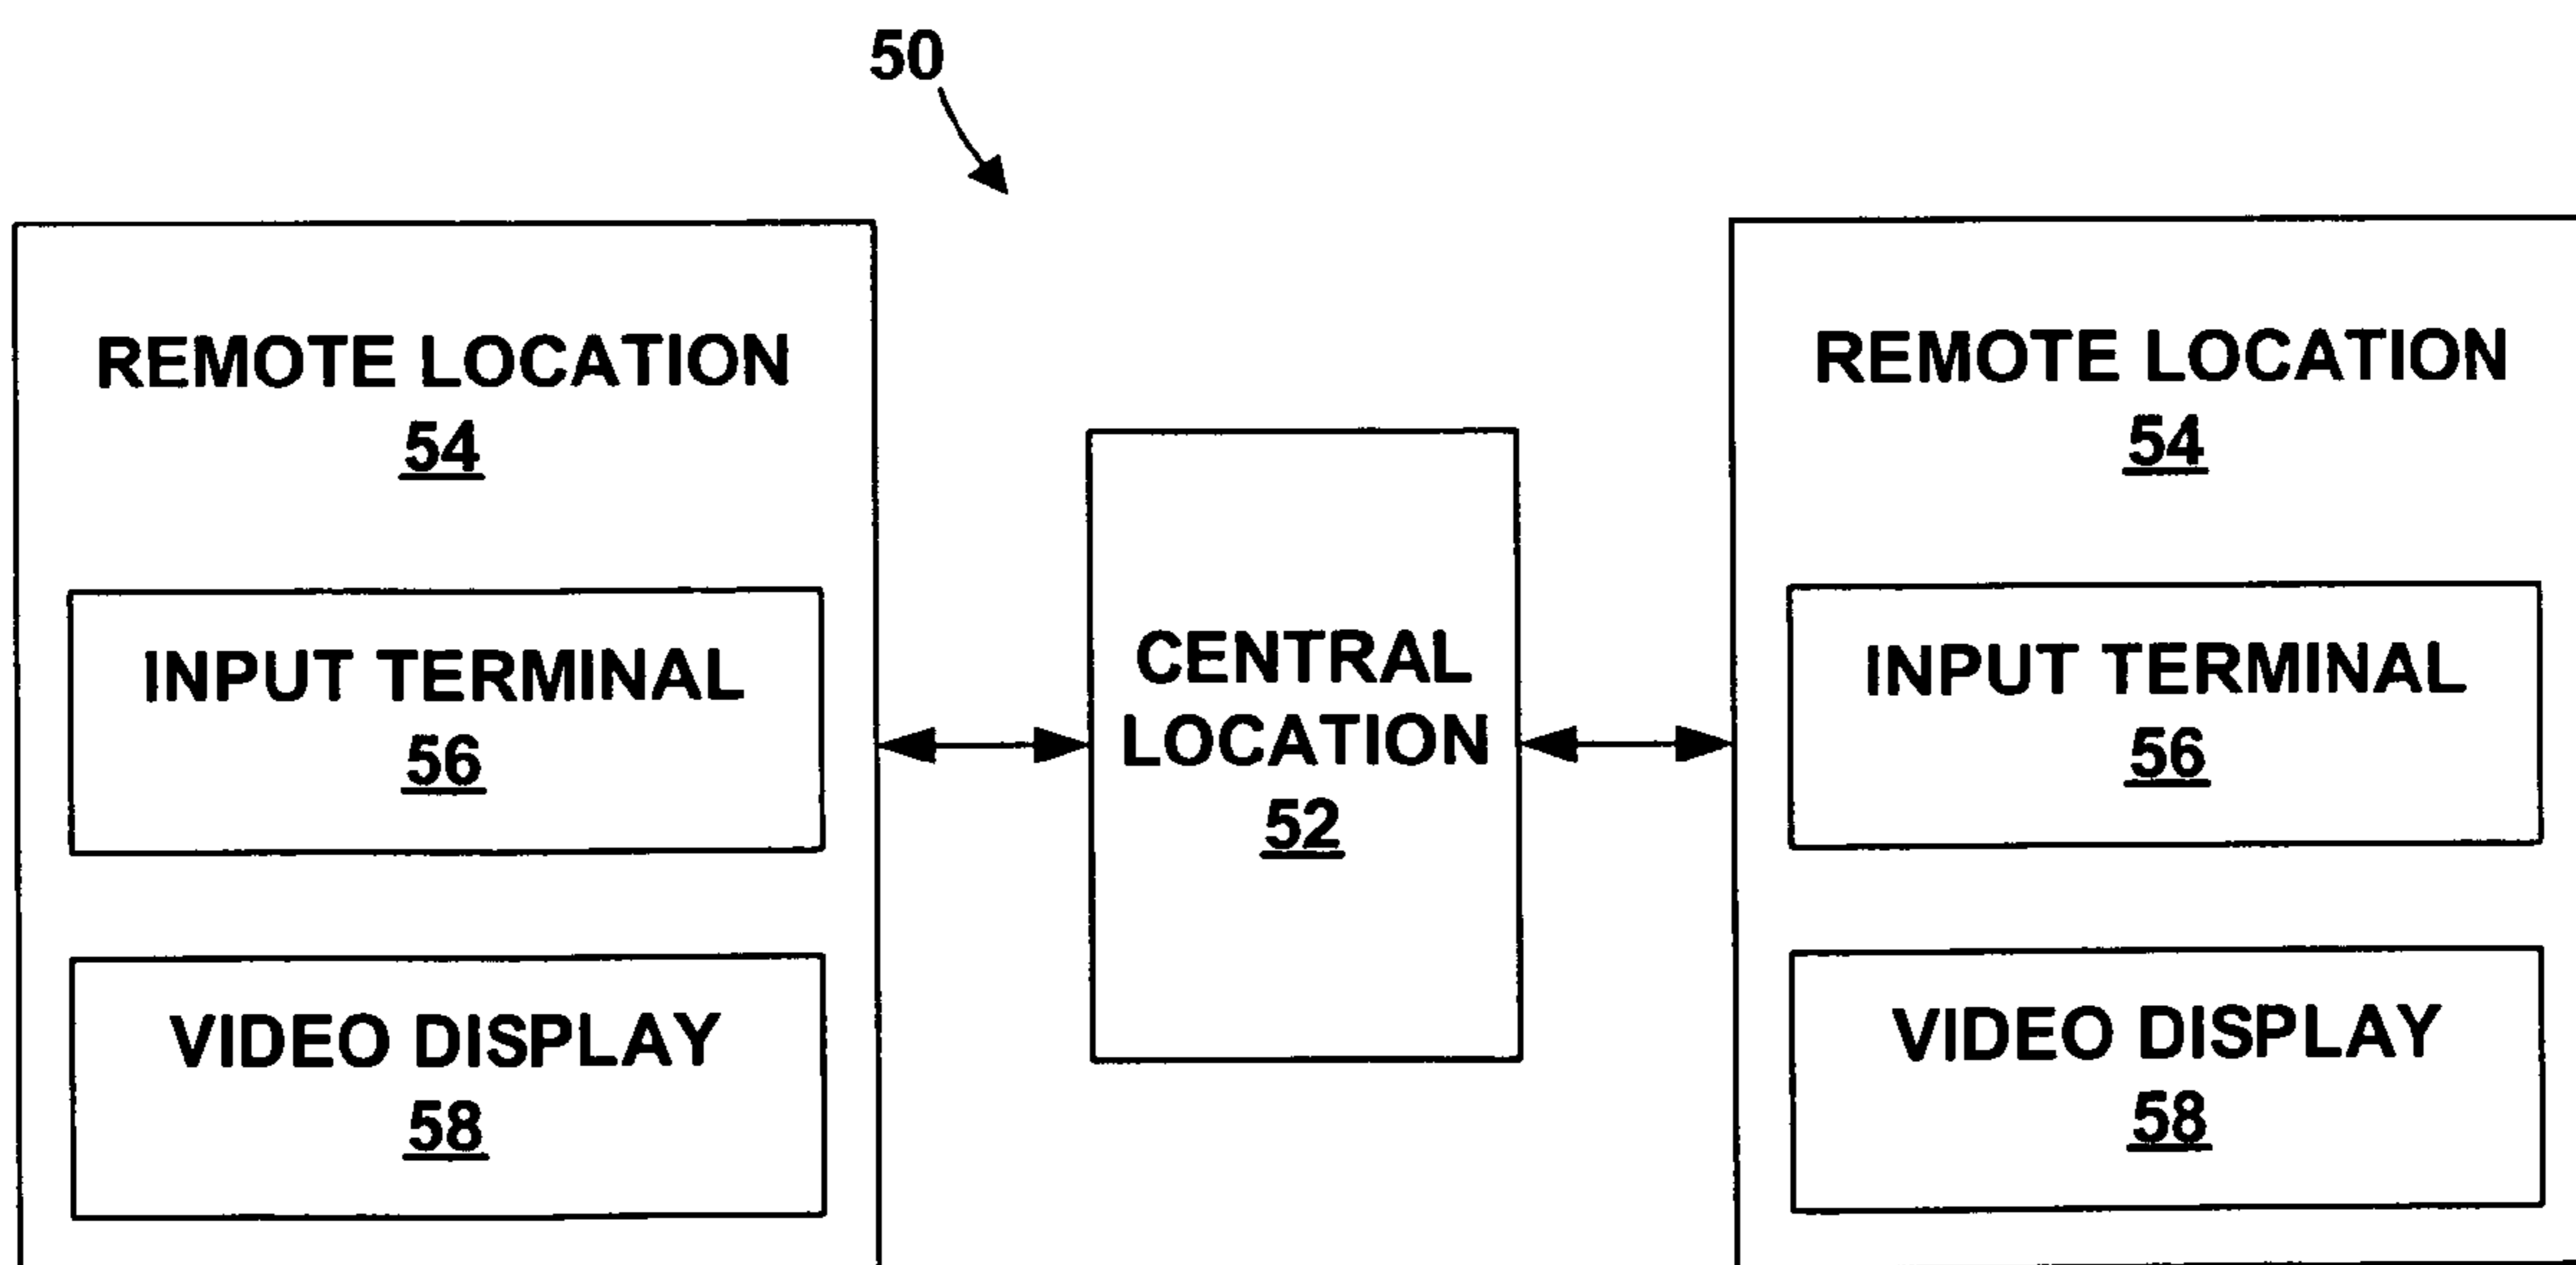 50
REMOTE LOCATION
54
INPUT TERMINAL
56
VIDEO DISPLAY
58
CENTRAL
LOCATION
52
REMOTE LOCATION
54
INPUT TERMINAL
56
VIDEO DISPLAY
58